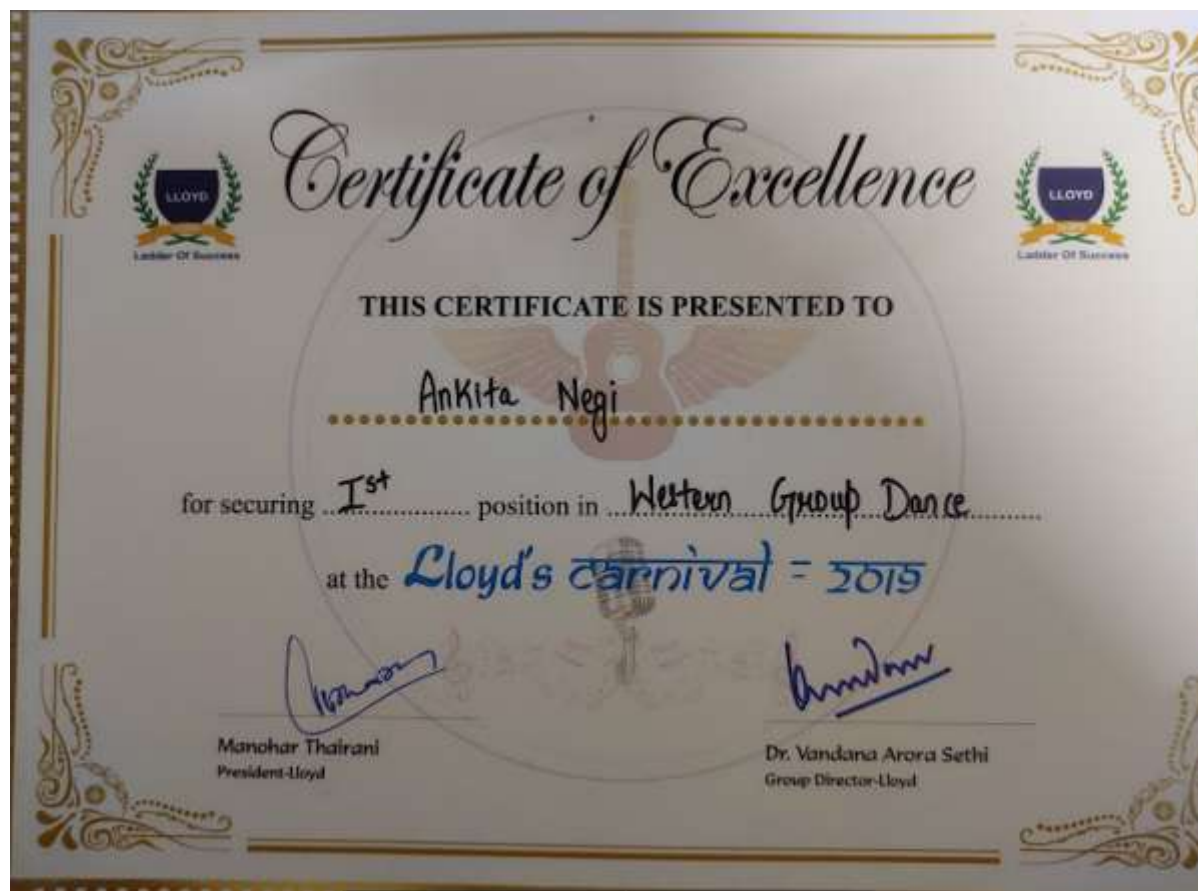 Certificate of Excellence
LLOYD
Ladder Of Success
LLOYD
Ladder Of Success
THIS CERTIFICATE IS PRESENTED TO
Ankita Negi
for securing Ist position in Western Group Dance
at the Lloyd's carnival = 2019
Manohar Thairani
President-Lloyd
Dr. Vandana Arora Sethi
Group Director-Lloyd